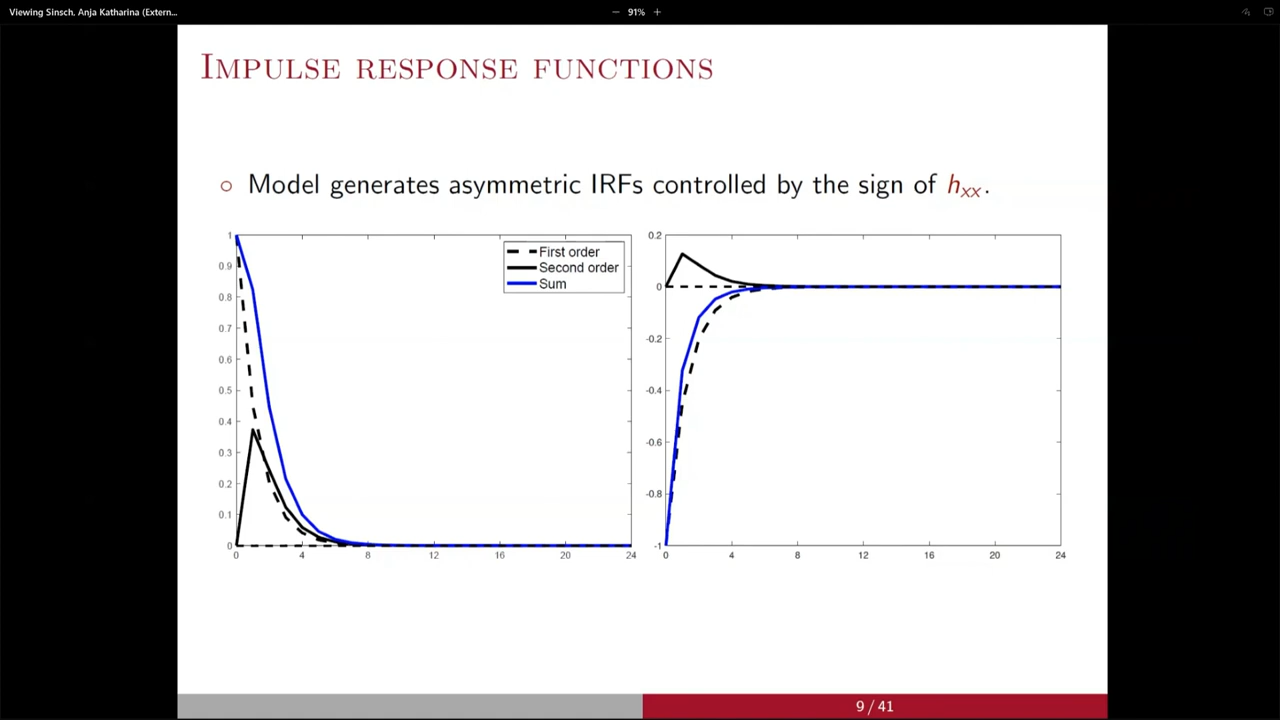 Viewing Sinsch, Anja Katharina (Extern...
91%
IMPULSE RESPONSE FUNCTIONS
Model generates asymmetric IRFs controlled by the sign of hxx.
First order
Second order
Sum
1
0.9
0.8
0.7
0.6
0.5
0.4
0.3
0.2
0.1
0
0 4 8 12 16 20 24
0.2
0
-0.2
-0.4
-0.6
-0.8
-1
0 4 8 12 16 20 24
9 / 41